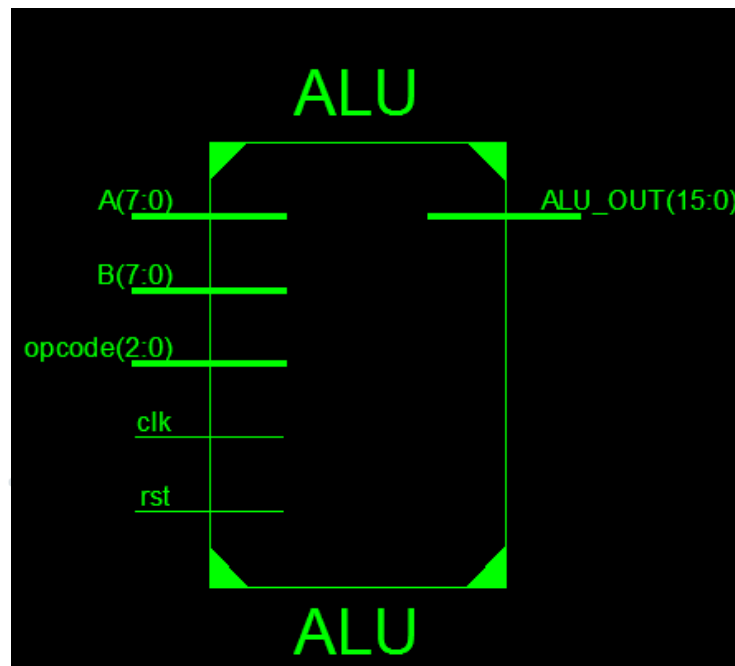 ALU
A(7:0)
ALU_OUT(15:0)
B(7:0)
opcode(2:0)
clk
rst
ALU